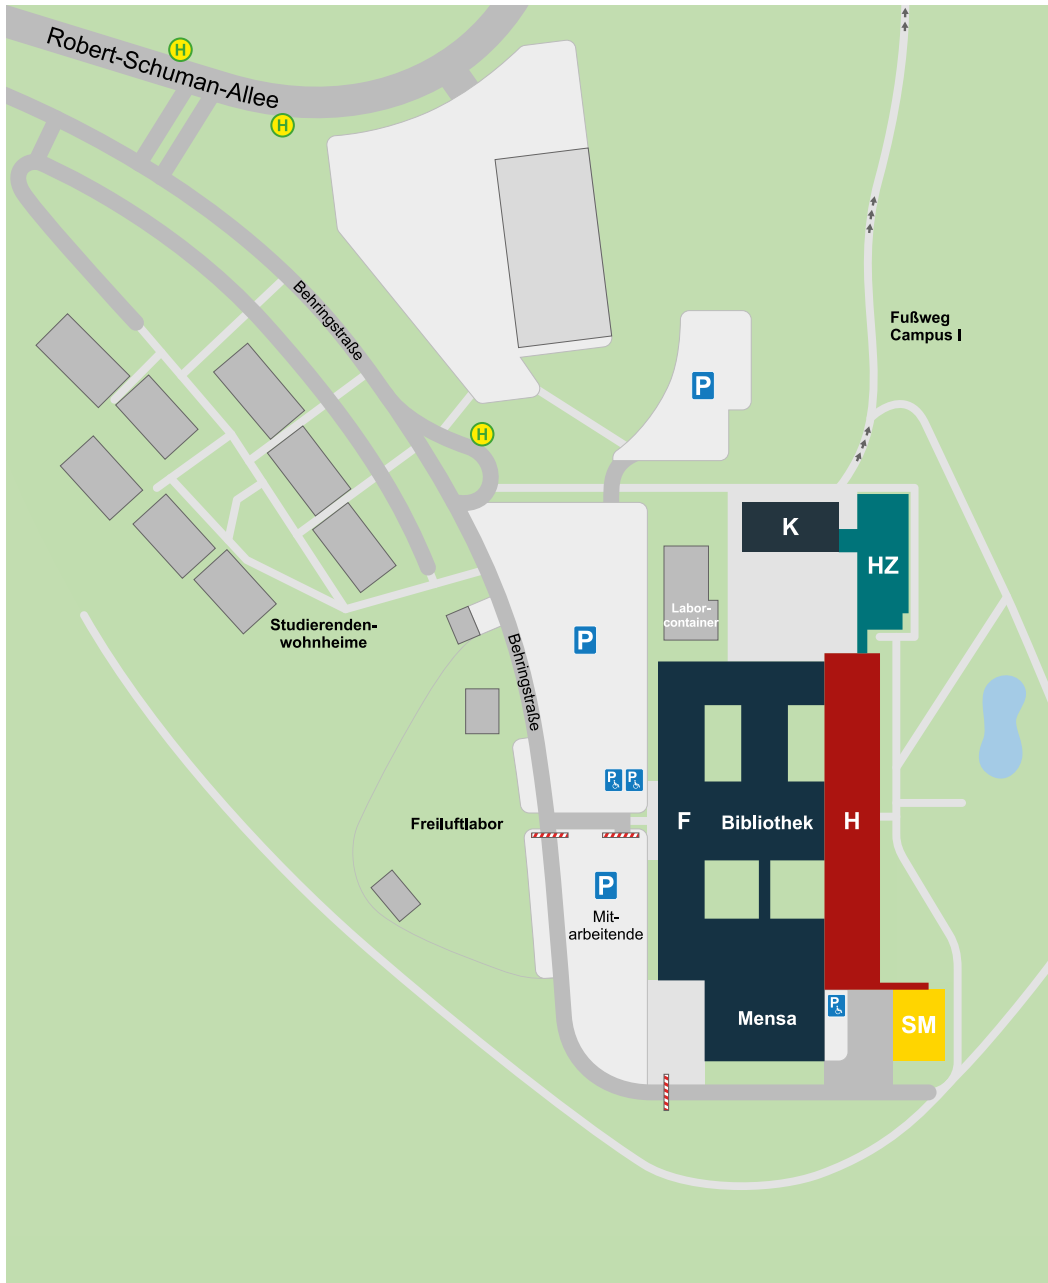 Robert-Schuman-Allee
H
H
Behringstraße
Fußweg
Campus I
P
H
K
HZ
Labor-
container
Studierenden-
wohnheime
P
Behringstraße
P
P
Freiluftlabor
F
Bibliothek
H
P
Mit-
arbeitende
Mensa
P
SM